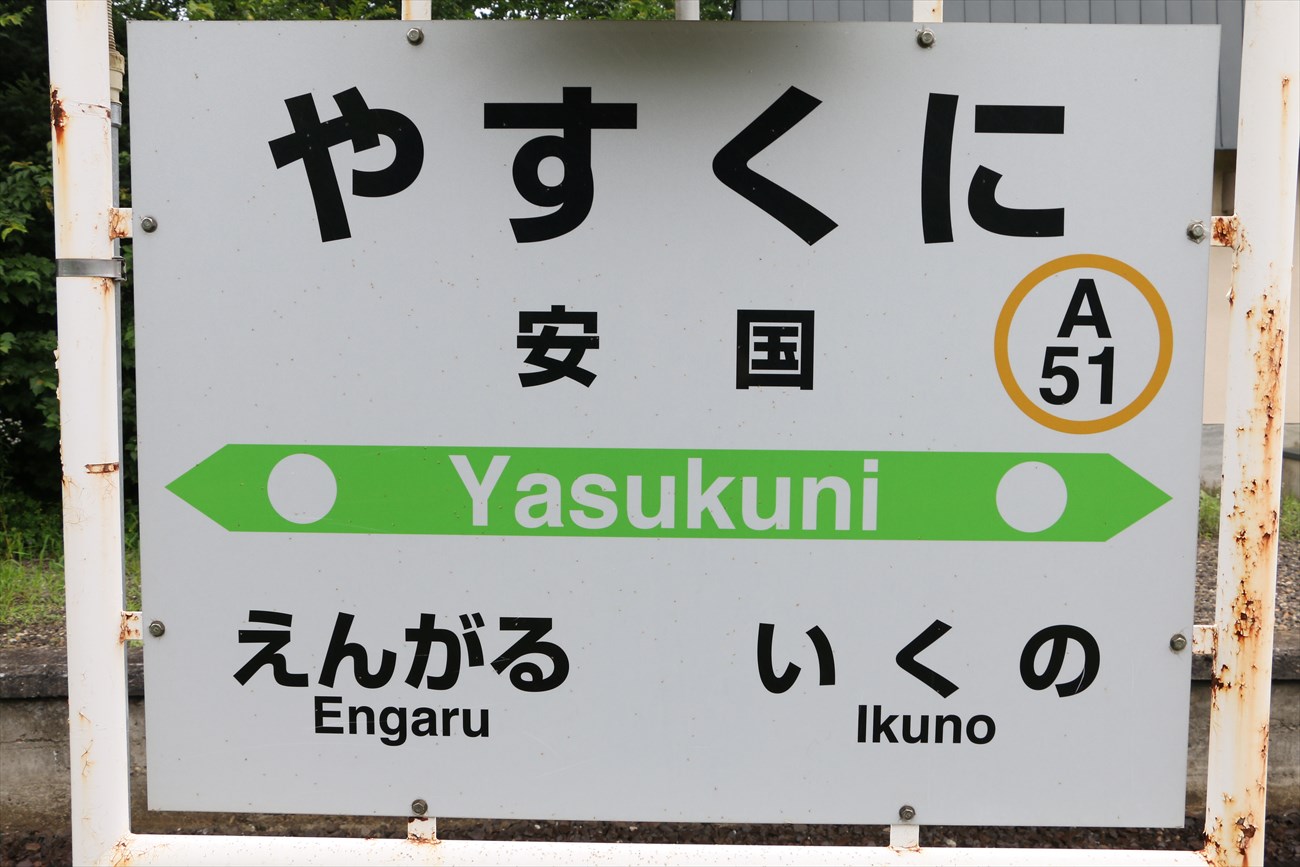 やすくに
安国
A
51
Yasukuni
えんがる いくの
Engaru Ikuno